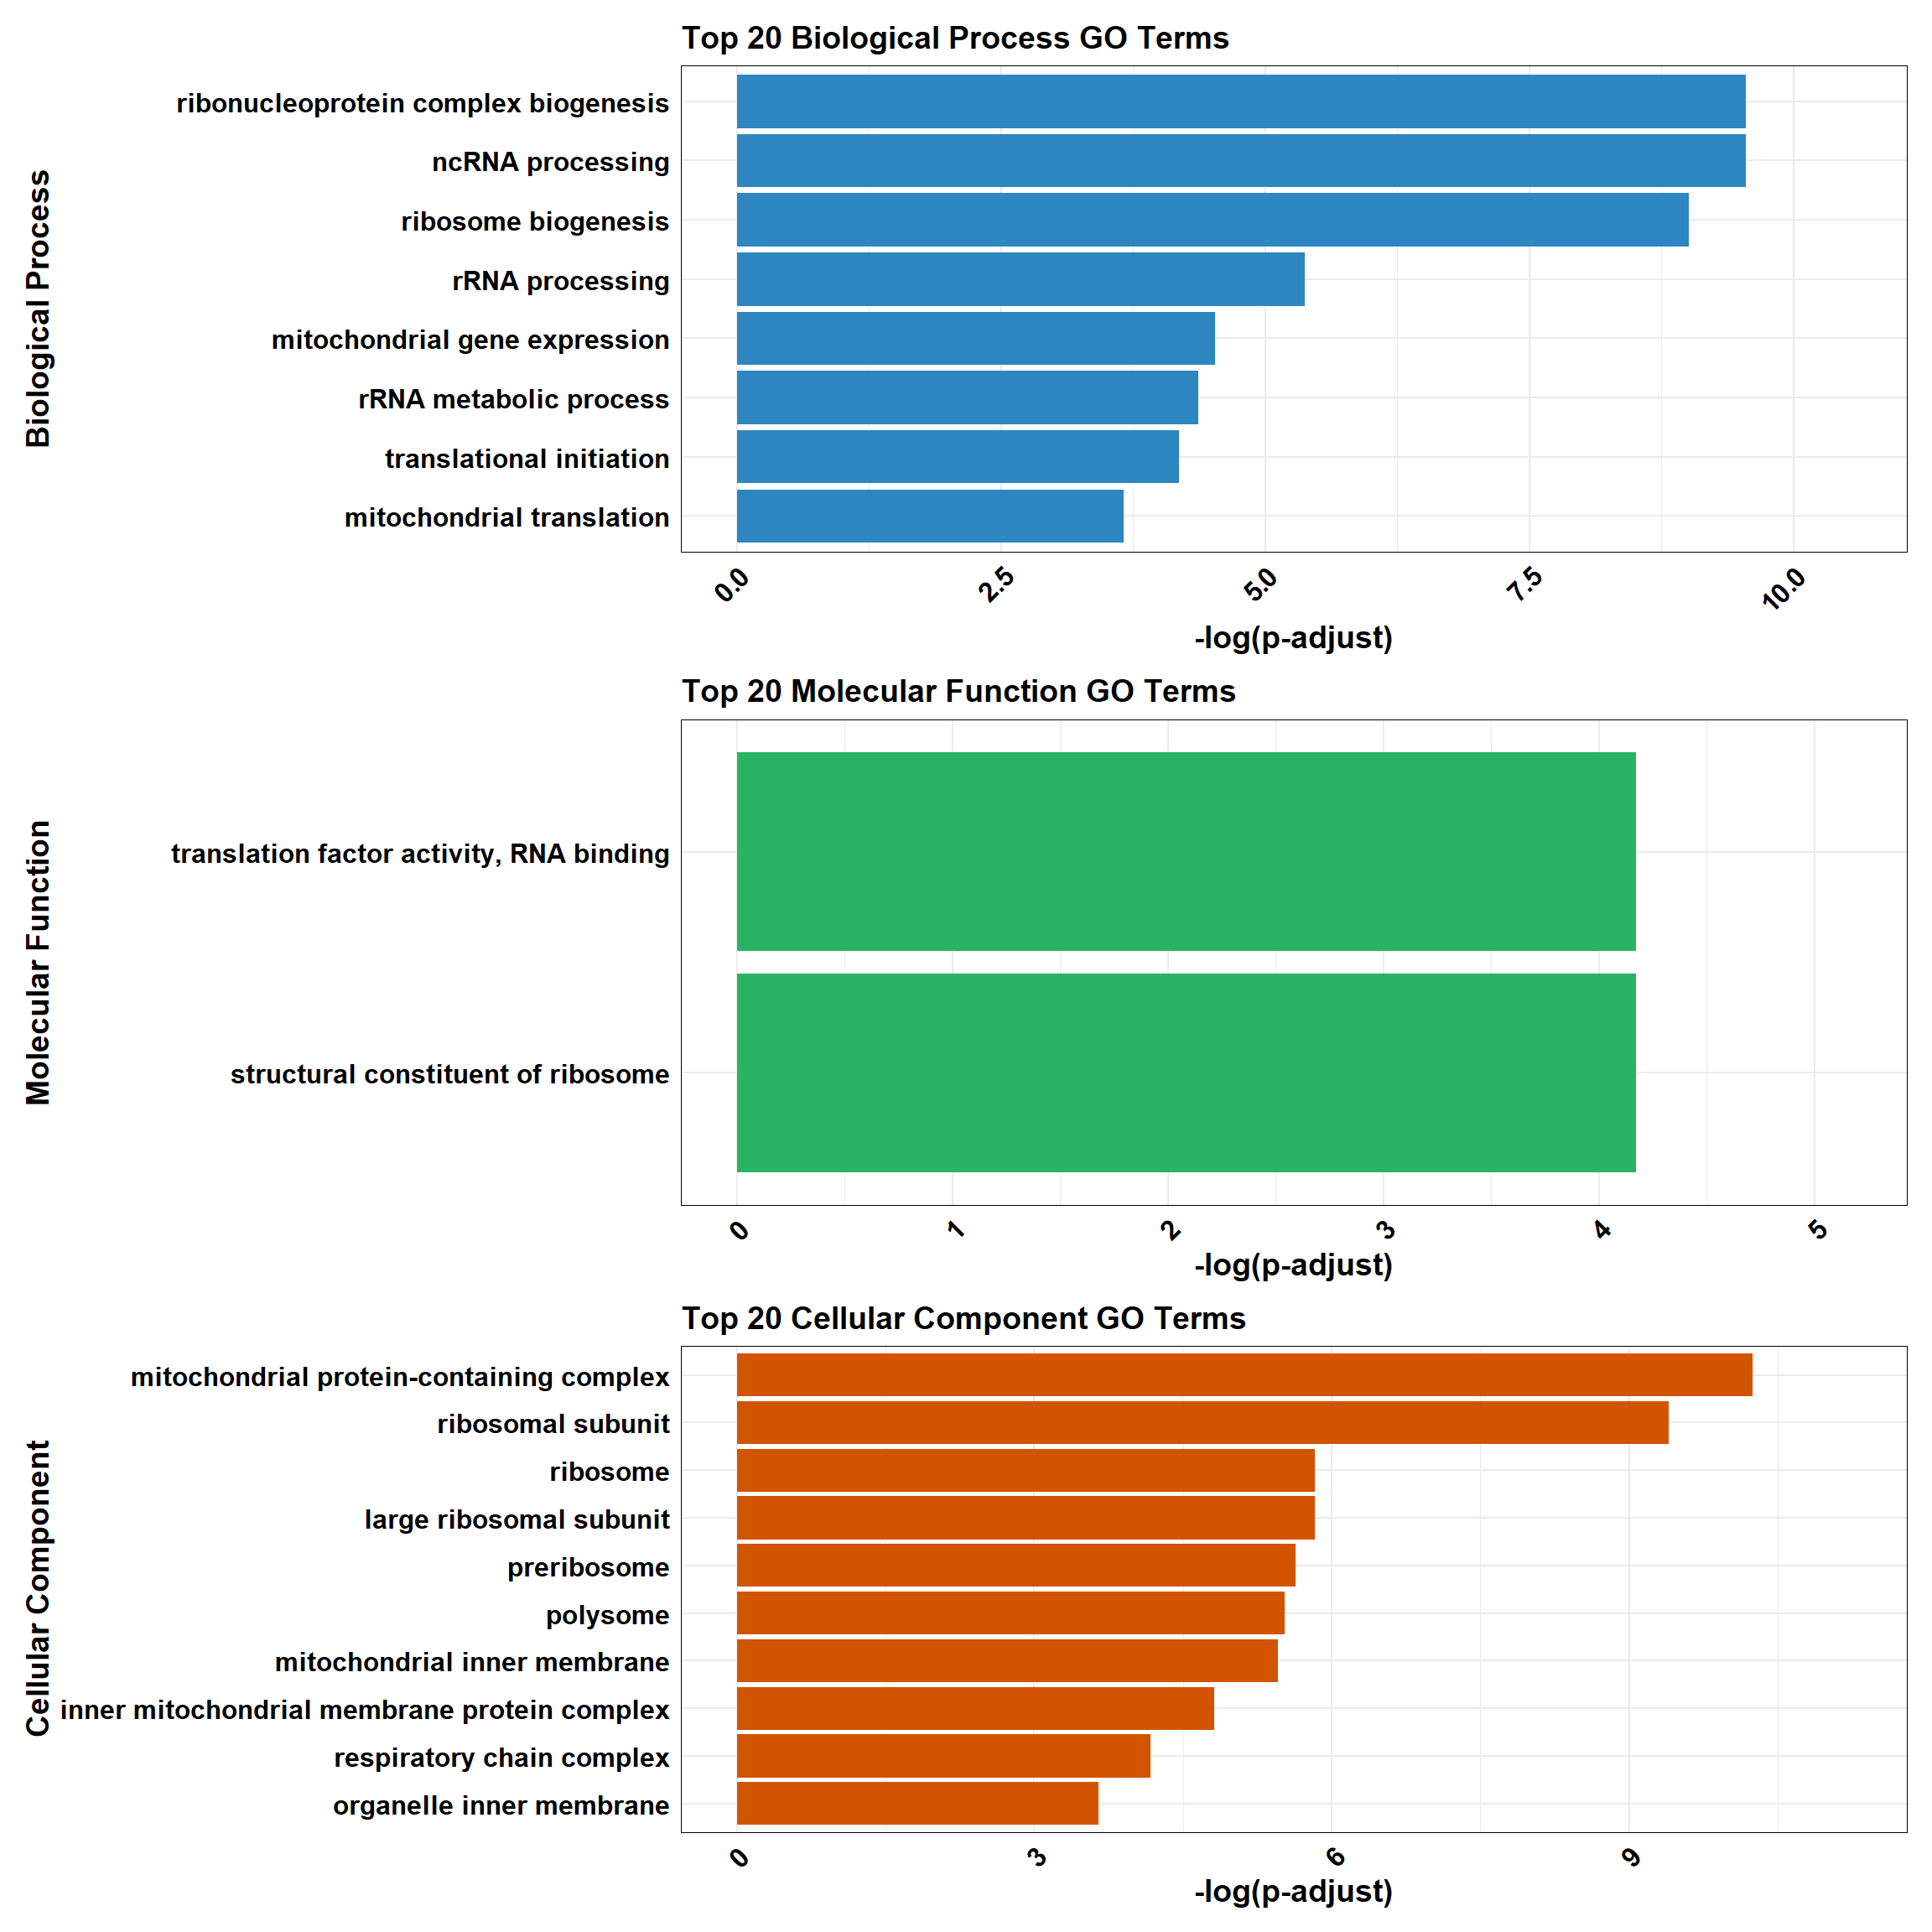 Top 20 Biological Process GO Terms
Biological Process
ribonucleoprotein complex biogenesis
ncRNA processing
ribosome biogenesis
rRNA processing
mitochondrial gene expression
rRNA metabolic process
translational initiation
mitochondrial translation
0.0 2.5 5.0 7.5 10.0
-log(p-adjust)
Top 20 Molecular Function GO Terms
Molecular Function
translation factor activity, RNA binding
structural constituent of ribosome
0 1 2 3 4 5
-log(p-adjust)
Top 20 Cellular Component GO Terms
Cellular Component
mitochondrial protein-containing complex
ribosomal subunit
ribosome
large ribosomal subunit
preribosome
polysome
mitochondrial inner membrane
inner mitochondrial membrane protein complex
respiratory chain complex
organelle inner membrane
0 3 6 9
-log(p-adjust)